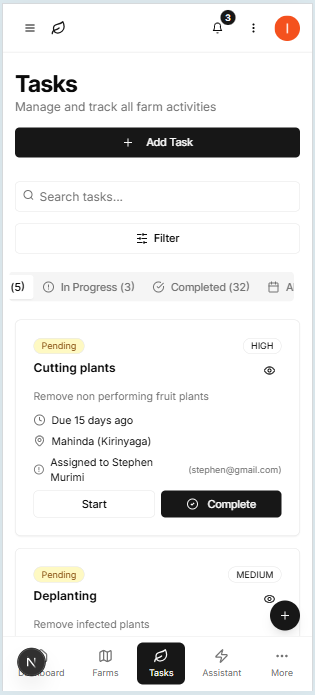 3
I
Tasks
Manage and track all farm activities
+ Add Task
Search tasks...
Filter
(5) In Progress (3) Completed (32)
Pending HIGH
Cutting plants
Remove non performing fruit plants
Due 15 days ago
Mahinda (Kirinyaga)
Assigned to Stephen Murimi (stephen@gmail.com)
Start Complete
Pending MEDIUM
Deplanting
Remove infected plants
+
N
Farms Tasks Assistant More